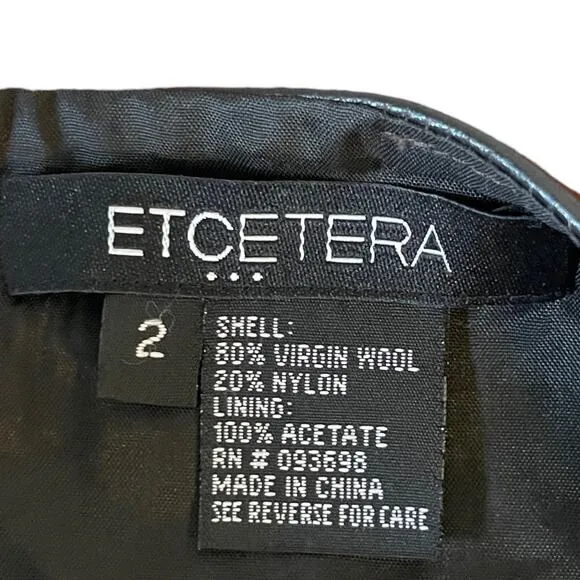 ETCETERA
...
2
SHELL:
80% VIRGIN WOOL
20% NYLON
LINING:
100% ACETATE
RN # 093698
MADE IN CHINA
SEE REVERSE FOR CARE